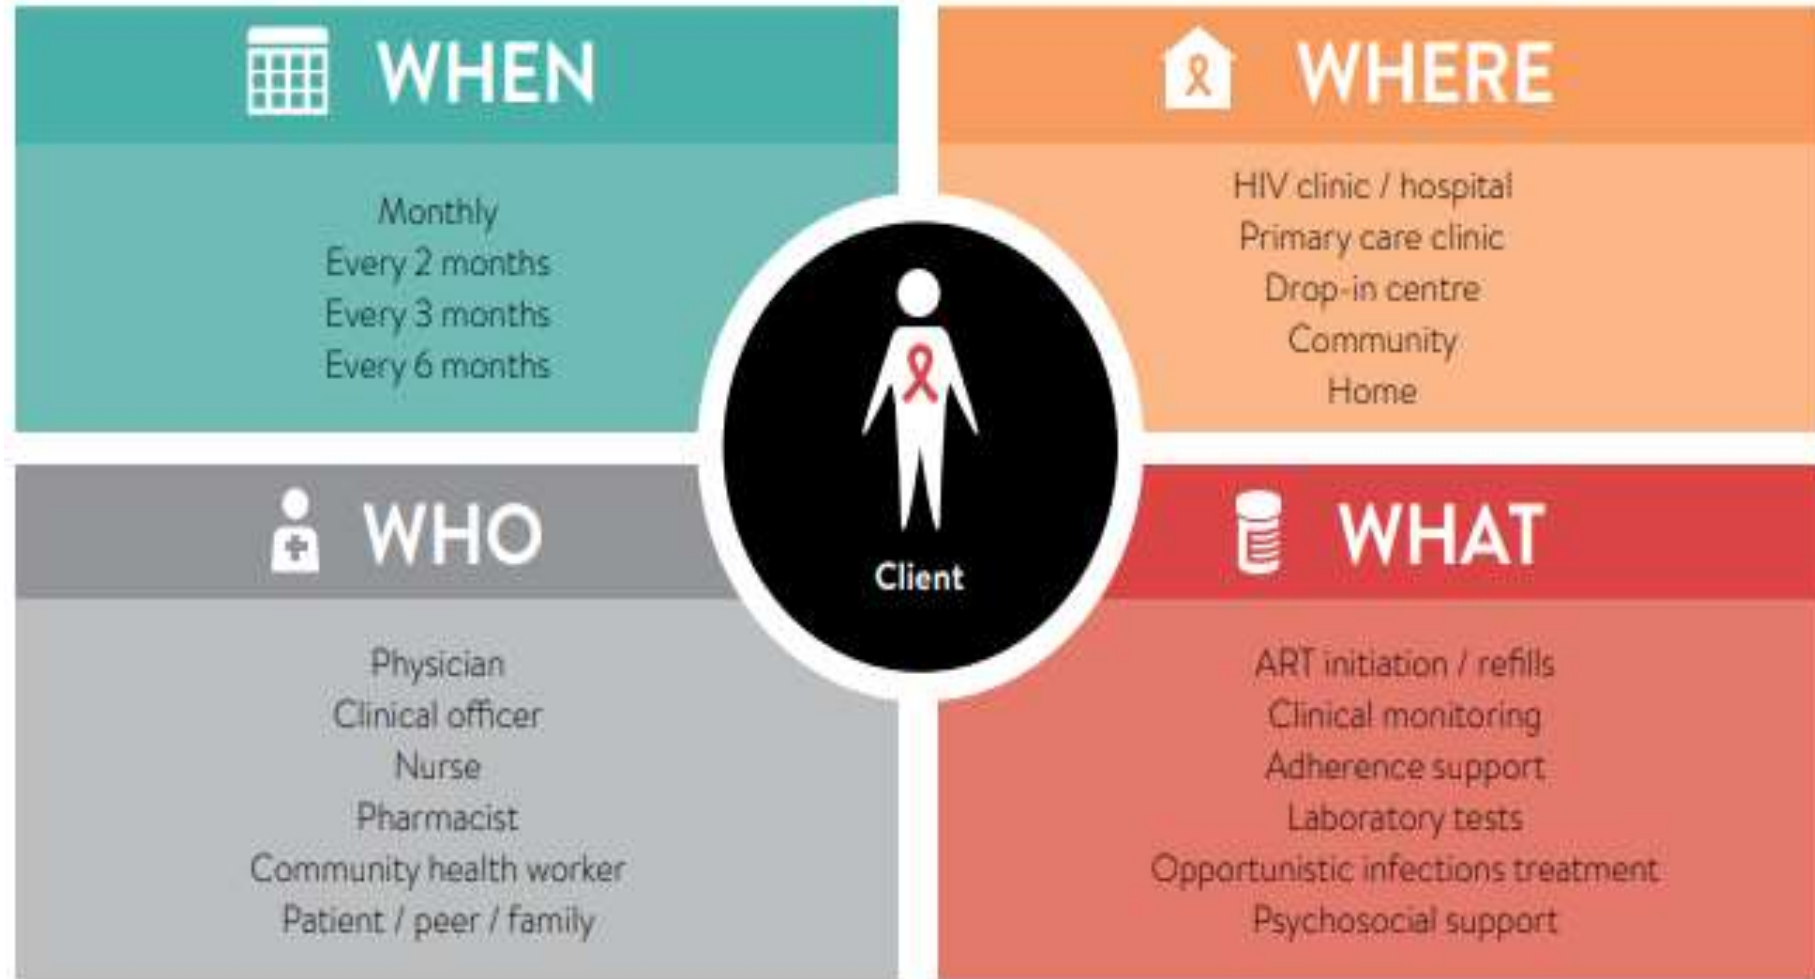 WHEN
Monthly
Every 2 months
Every 3 months
Every 6 months
WHERE
HIV clinic / hospital
Primary care clinic
Drop-in centre
Community
Home
Client
WHO
Physician
Clinical officer
Nurse
Pharmacist
Community health worker
Patient / peer / family
WHAT
ART initiation / refills
Clinical monitoring
Adherence support
Laboratory tests
Opportunistic infections treatment
Psychosocial support